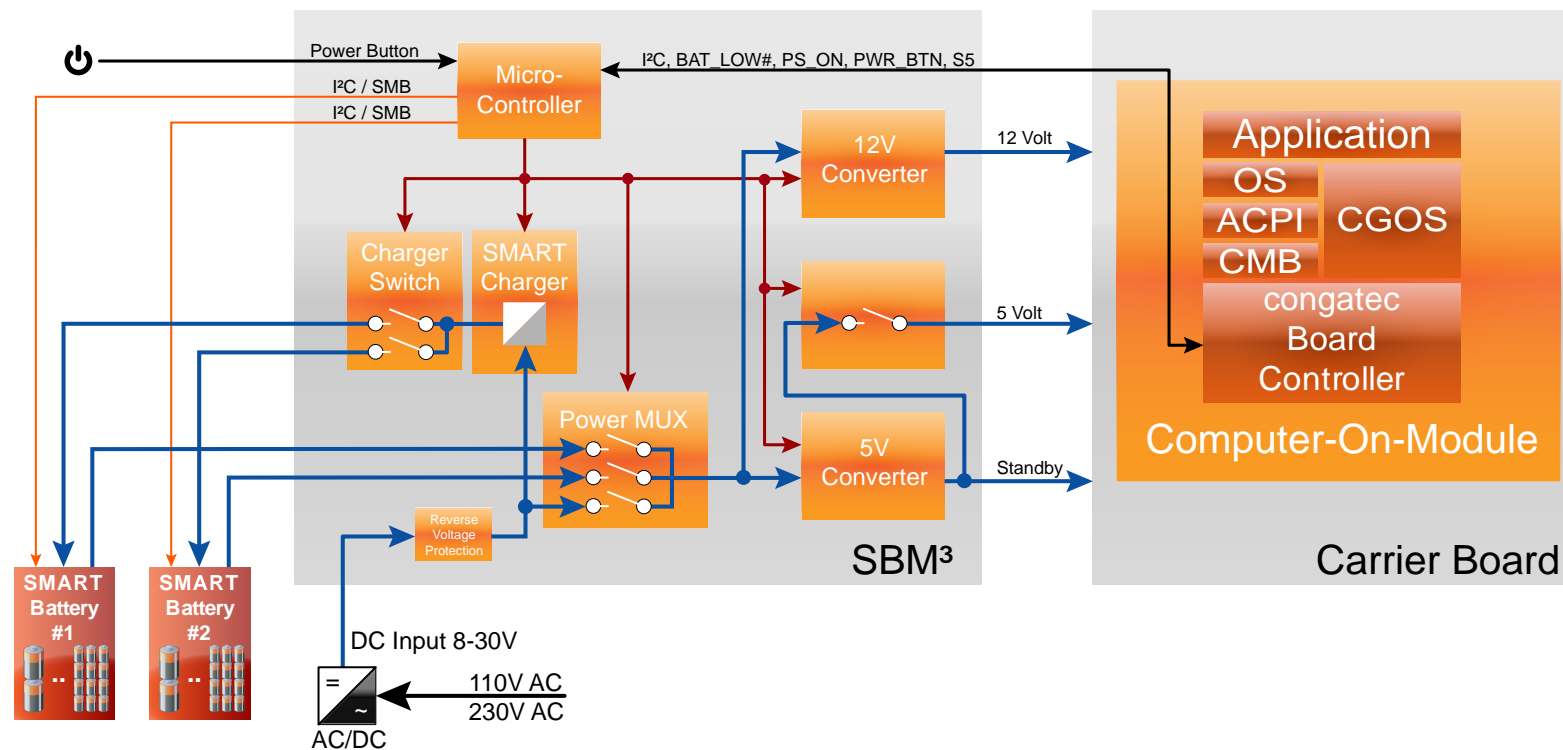 Power Button
I²C / SMB
I²C / SMB
Micro-
Controller
I²C, BAT_LOW#, PS_ON, PWR_BTN, S5
12V
Converter
12 Volt
Charger
Switch
SMART
Charger
5 Volt
Power MUX
5V
Converter
Standby
Reverse
Voltage
Protection
SBM³
Application
OS
ACPI
CMB
CGOS
congatec
Board
Controller
Computer-On-Module
Carrier Board
SMART
Battery
#1
..
SMART
Battery
#2
..
DC Input 8-30V
=
~
110V AC
230V AC
AC/DC